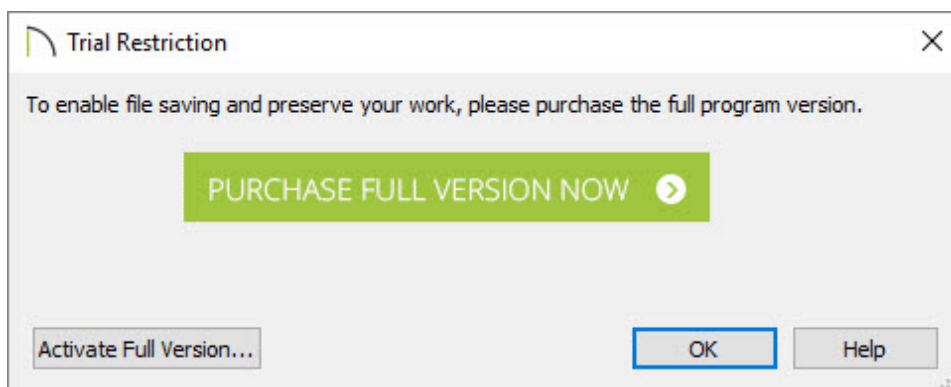 Trial Restriction
To enable file saving and preserve your work, please purchase the full program version.
PURCHASE FULL VERSION NOW
Activate Full Version...
OK
Help